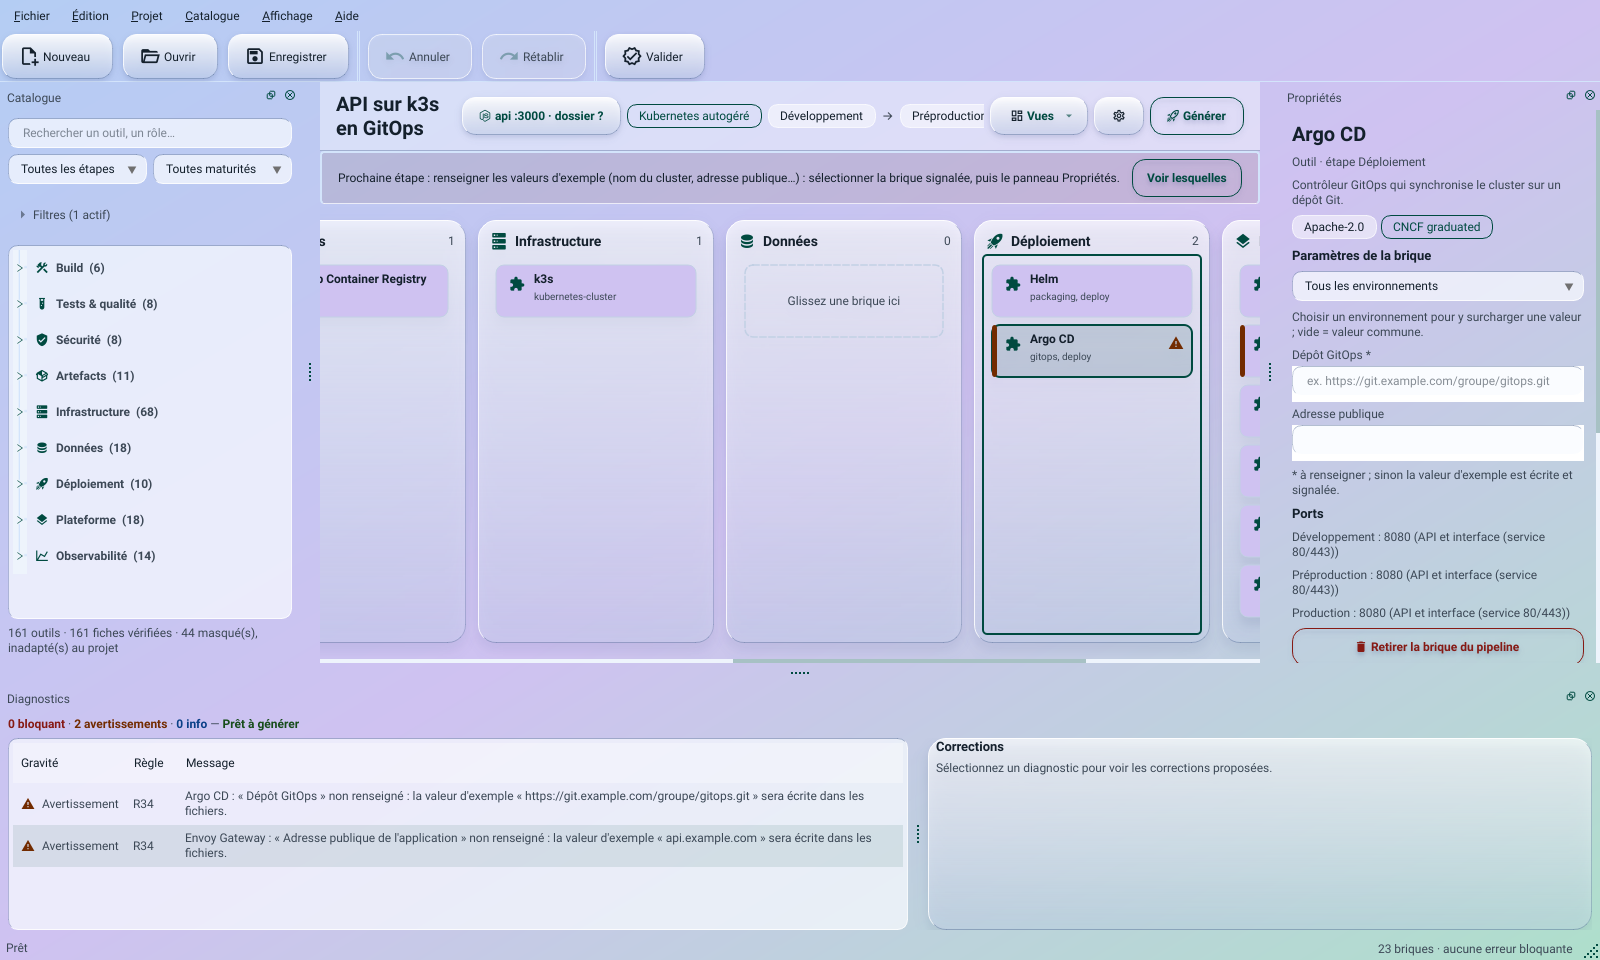 Fichier Édition Projet Catalogue Affichage Aide
Nouveau Ouvrir Enregistrer Annuler Rétablir Valider
Catalogue
Rechercher un outil, un rôle...
Toutes les étapes Toutes maturités
Filtres (1 actif)
Build (6)
Tests & qualité (8)
Sécurité (8)
Artefacts (11)
Infrastructure (68)
Données (18)
Déploiement (10)
Plateforme (18)
Observabilité (14)
161 outils · 161 fiches vérifiées · 44 masqué(s),
inadapté(s) au projet
API sur k3s
en GitOps
api :3000 · dossier ? Kubernetes autogéré Développement → Préproduction Vues Générer
Prochaine étape : renseigner les valeurs d'exemple (nom du cluster, adresse publique…) : sélectionner la brique signalée, puis le panneau Propriétés. Voir lesquelles
s 1
Container Registry
Infrastructure 1
k3s
kubernetes-cluster
Données 0
Glissez une brique ici
Déploiement 2
Helm
packaging, deploy
Argo CD
gitops, deploy
Propriétés
Argo CD
Outil · étape Déploiement
Contrôleur GitOps qui synchronise le cluster sur un
dépôt Git.
Apache-2.0 CNCF graduated
Paramètres de la brique
Tous les environnements
Choisir un environnement pour y surcharger une valeur
; vide = valeur commune.
Dépôt GitOps *
ex. https://git.example.com/groupe/gitops.git
Adresse publique
* à renseigner ; sinon la valeur d'exemple est écrite et
signalée.
Ports
Développement : 8080 (API et interface (service
80/443))
Préproduction : 8080 (API et interface (service
80/443))
Production : 8080 (API et interface (service 80/443))
Retirer la brique du pipeline
Diagnostics
0 bloquant · 2 avertissements · 0 info — Prêt à générer
Gravité Règle Message
Avertissement R34 Argo CD : « Dépôt GitOps » non renseigné : la valeur d'exemple « https://git.example.com/groupe/gitops.git » sera écrite dans les
fichiers.
Avertissement R34 Envoy Gateway : « Adresse publique de l'application » non renseigné : la valeur d'exemple « api.example.com » sera écrite dans les
fichiers.
Corrections
Sélectionnez un diagnostic pour voir les corrections proposées.
Prêt
23 briques · aucune erreur bloquante